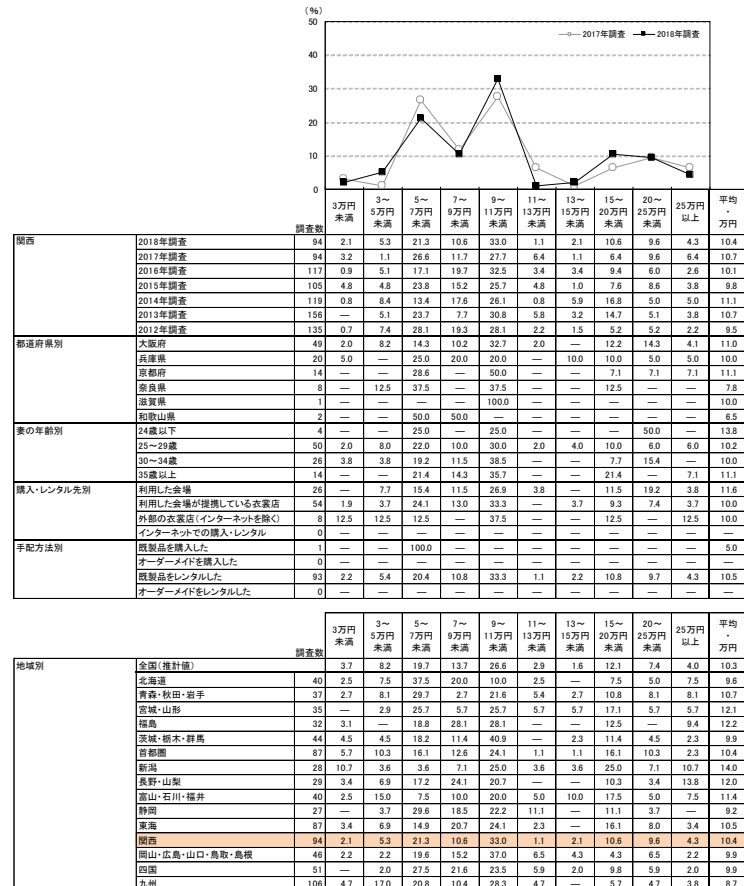 (%)
50
40
30
20
10
0
2017年調査 2018年調査
調査数 3万円未満 3～5万円未満 5～7万円未満 7～9万円未満 9～11万円未満 11～13万円未満 13～15万円未満 15～20万円未満 20～25万円未満 25万円以上 平均・万円
関西 2018年調査 94 2.1 5.3 21.3 10.6 33.0 1.1 2.1 10.6 9.6 4.3 10.4
2017年調査 94 3.2 1.1 26.6 11.7 27.7 6.4 1.1 6.4 9.6 6.4 10.7
2016年調査 117 0.9 5.1 17.1 19.7 32.5 3.4 3.4 9.4 6.0 2.6 10.1
2015年調査 105 4.8 4.8 23.8 15.2 25.7 4.8 1.0 7.6 8.6 3.8 9.8
2014年調査 119 0.8 8.4 13.4 17.6 26.1 0.8 5.9 16.8 5.0 5.0 11.1
2013年調査 156 — 5.1 23.7 7.7 30.8 5.8 3.2 14.7 5.1 3.8 10.7
2012年調査 135 0.7 7.4 28.1 19.3 28.1 2.2 1.5 5.2 5.2 2.2 9.5
都道府県別 大阪府 49 2.0 8.2 14.3 10.2 32.7 2.0 — 12.2 14.3 4.1 11.0
兵庫県 20 5.0 — 25.0 20.0 20.0 — 10.0 10.0 5.0 5.0 10.0
京都府 14 — — 28.6 — 50.0 — — 7.1 7.1 7.1 11.1
奈良県 8 — 12.5 37.5 — 37.5 — — 12.5 — — 7.8
滋賀県 1 — — — — 100.0 — — — — — 10.0
和歌山県 2 — — 50.0 50.0 — — — — — — 6.5
妻の年齢別 24歳以下 4 — — 25.0 — 25.0 — — — 50.0 — 13.8
25～29歳 50 2.0 8.0 22.0 10.0 30.0 2.0 4.0 10.0 6.0 6.0 10.2
30～34歳 26 3.8 3.8 19.2 11.5 38.5 — — 7.7 15.4 — 10.0
35歳以上 14 — — 21.4 14.3 35.7 — — 21.4 — 7.1 11.1
購入・レンタル先別 利用した会場 26 — 7.7 15.4 11.5 26.9 3.8 — 11.5 19.2 3.8 11.6
利用した会場が提携している衣裳店 54 1.9 3.7 24.1 13.0 33.3 — 3.7 9.3 7.4 3.7 10.0
外部の衣裳店(インターネットを除く) 8 12.5 12.5 12.5 — 37.5 — — 12.5 — 12.5 10.0
インターネットでの購入・レンタル 0 — — — — — — — — — — —
手配方法別 既製品を購入した 1 — — 100.0 — — — — — — — 5.0
オーダーメイドを購入した 0 — — — — — — — — — — —
既製品をレンタルした 93 2.2 5.4 20.4 10.8 33.3 1.1 2.2 10.8 9.7 4.3 10.5
オーダーメイドをレンタルした 0 — — — — — — — — — — —
調査数 3万円未満 3～5万円未満 5～7万円未満 7～9万円未満 9～11万円未満 11～13万円未満 13～15万円未満 15～20万円未満 20～25万円未満 25万円以上 平均・万円
地域別 全国(推計値) 3.7 8.2 19.7 13.7 26.6 2.9 1.6 12.1 7.4 4.0 10.3
北海道 40 2.5 7.5 37.5 20.0 10.0 2.5 — 7.5 5.0 7.5 9.6
青森・秋田・岩手 37 2.7 8.1 29.7 2.7 21.6 5.4 2.7 10.8 8.1 8.1 10.7
宮城・山形 35 — 2.9 25.7 5.7 25.7 5.7 5.7 17.1 5.7 5.7 12.1
福島 32 3.1 — 18.8 28.1 28.1 — — 12.5 — 9.4 12.2
茨城・栃木・群馬 44 4.5 4.5 18.2 11.4 40.9 — 2.3 11.4 4.5 2.3 9.9
首都圏 87 5.7 10.3 16.1 12.6 24.1 1.1 1.1 16.1 10.3 2.3 10.4
新潟 28 10.7 3.6 3.6 7.1 25.0 3.6 3.6 25.0 7.1 10.7 14.0
長野・山梨 29 3.4 6.9 17.2 24.1 20.7 — — 10.3 3.4 13.8 12.0
富山・石川・福井 40 2.5 15.0 7.5 10.0 20.0 5.0 10.0 17.5 5.0 7.5 11.4
静岡 27 — 3.7 29.6 18.5 22.2 11.1 — 11.1 3.7 — 9.2
東海 87 3.4 6.9 14.9 20.7 24.1 2.3 — 16.1 8.0 3.4 10.5
関西 94 2.1 5.3 21.3 10.6 33.0 1.1 2.1 10.6 9.6 4.3 10.4
岡山・広島・山口・鳥取・島根 46 2.2 2.2 19.6 15.2 37.0 6.5 4.3 4.3 6.5 2.2 9.9
四国 51 — 2.0 27.5 21.6 23.5 5.9 2.0 9.8 5.9 2.0 9.9
九州 106 4.7 17.0 20.8 10.4 28.3 4.7 — 5.7 4.7 3.8 8.7